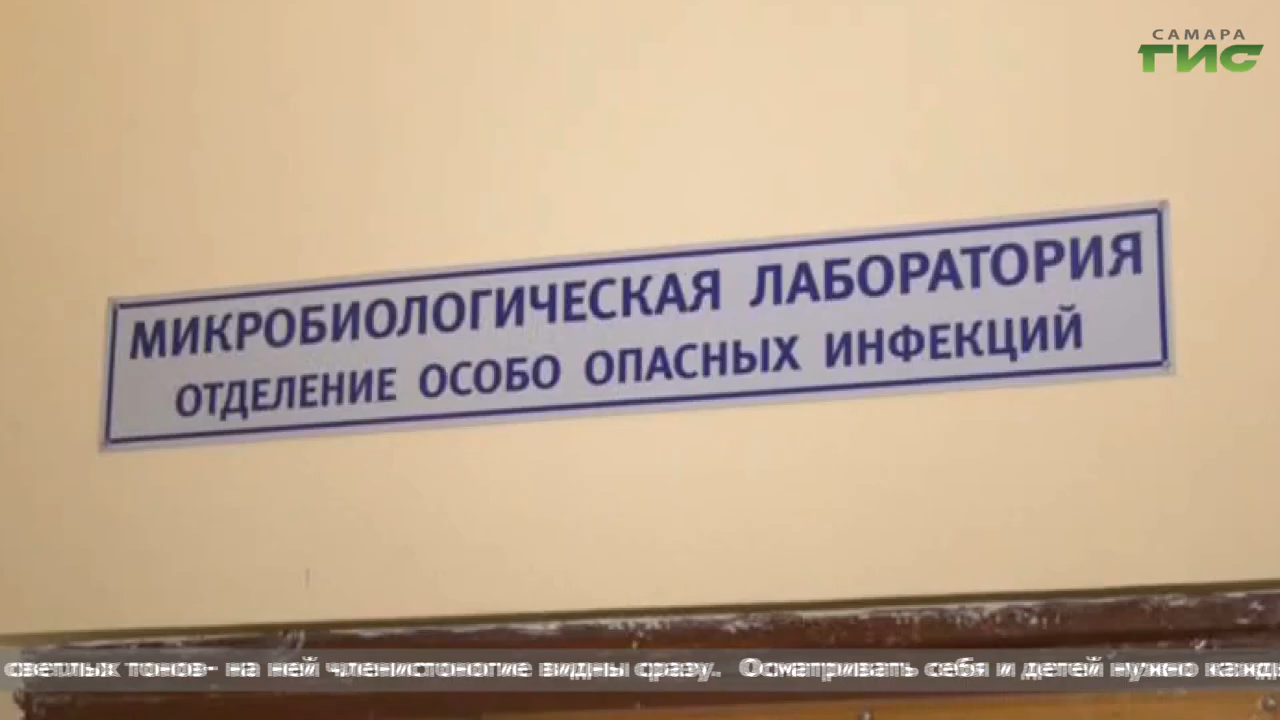 САМАРА
ГИС
МИКРОБИОЛОГИЧЕСКАЯ ЛАБОРАТОРИЯ
ОТДЕЛЕНИЕ ОСОБО ОПАСНЫХ ИНФЕКЦИЙ
светлых тонов- на ней членистоногие видны сразу. Осматривать себя и детей нужно